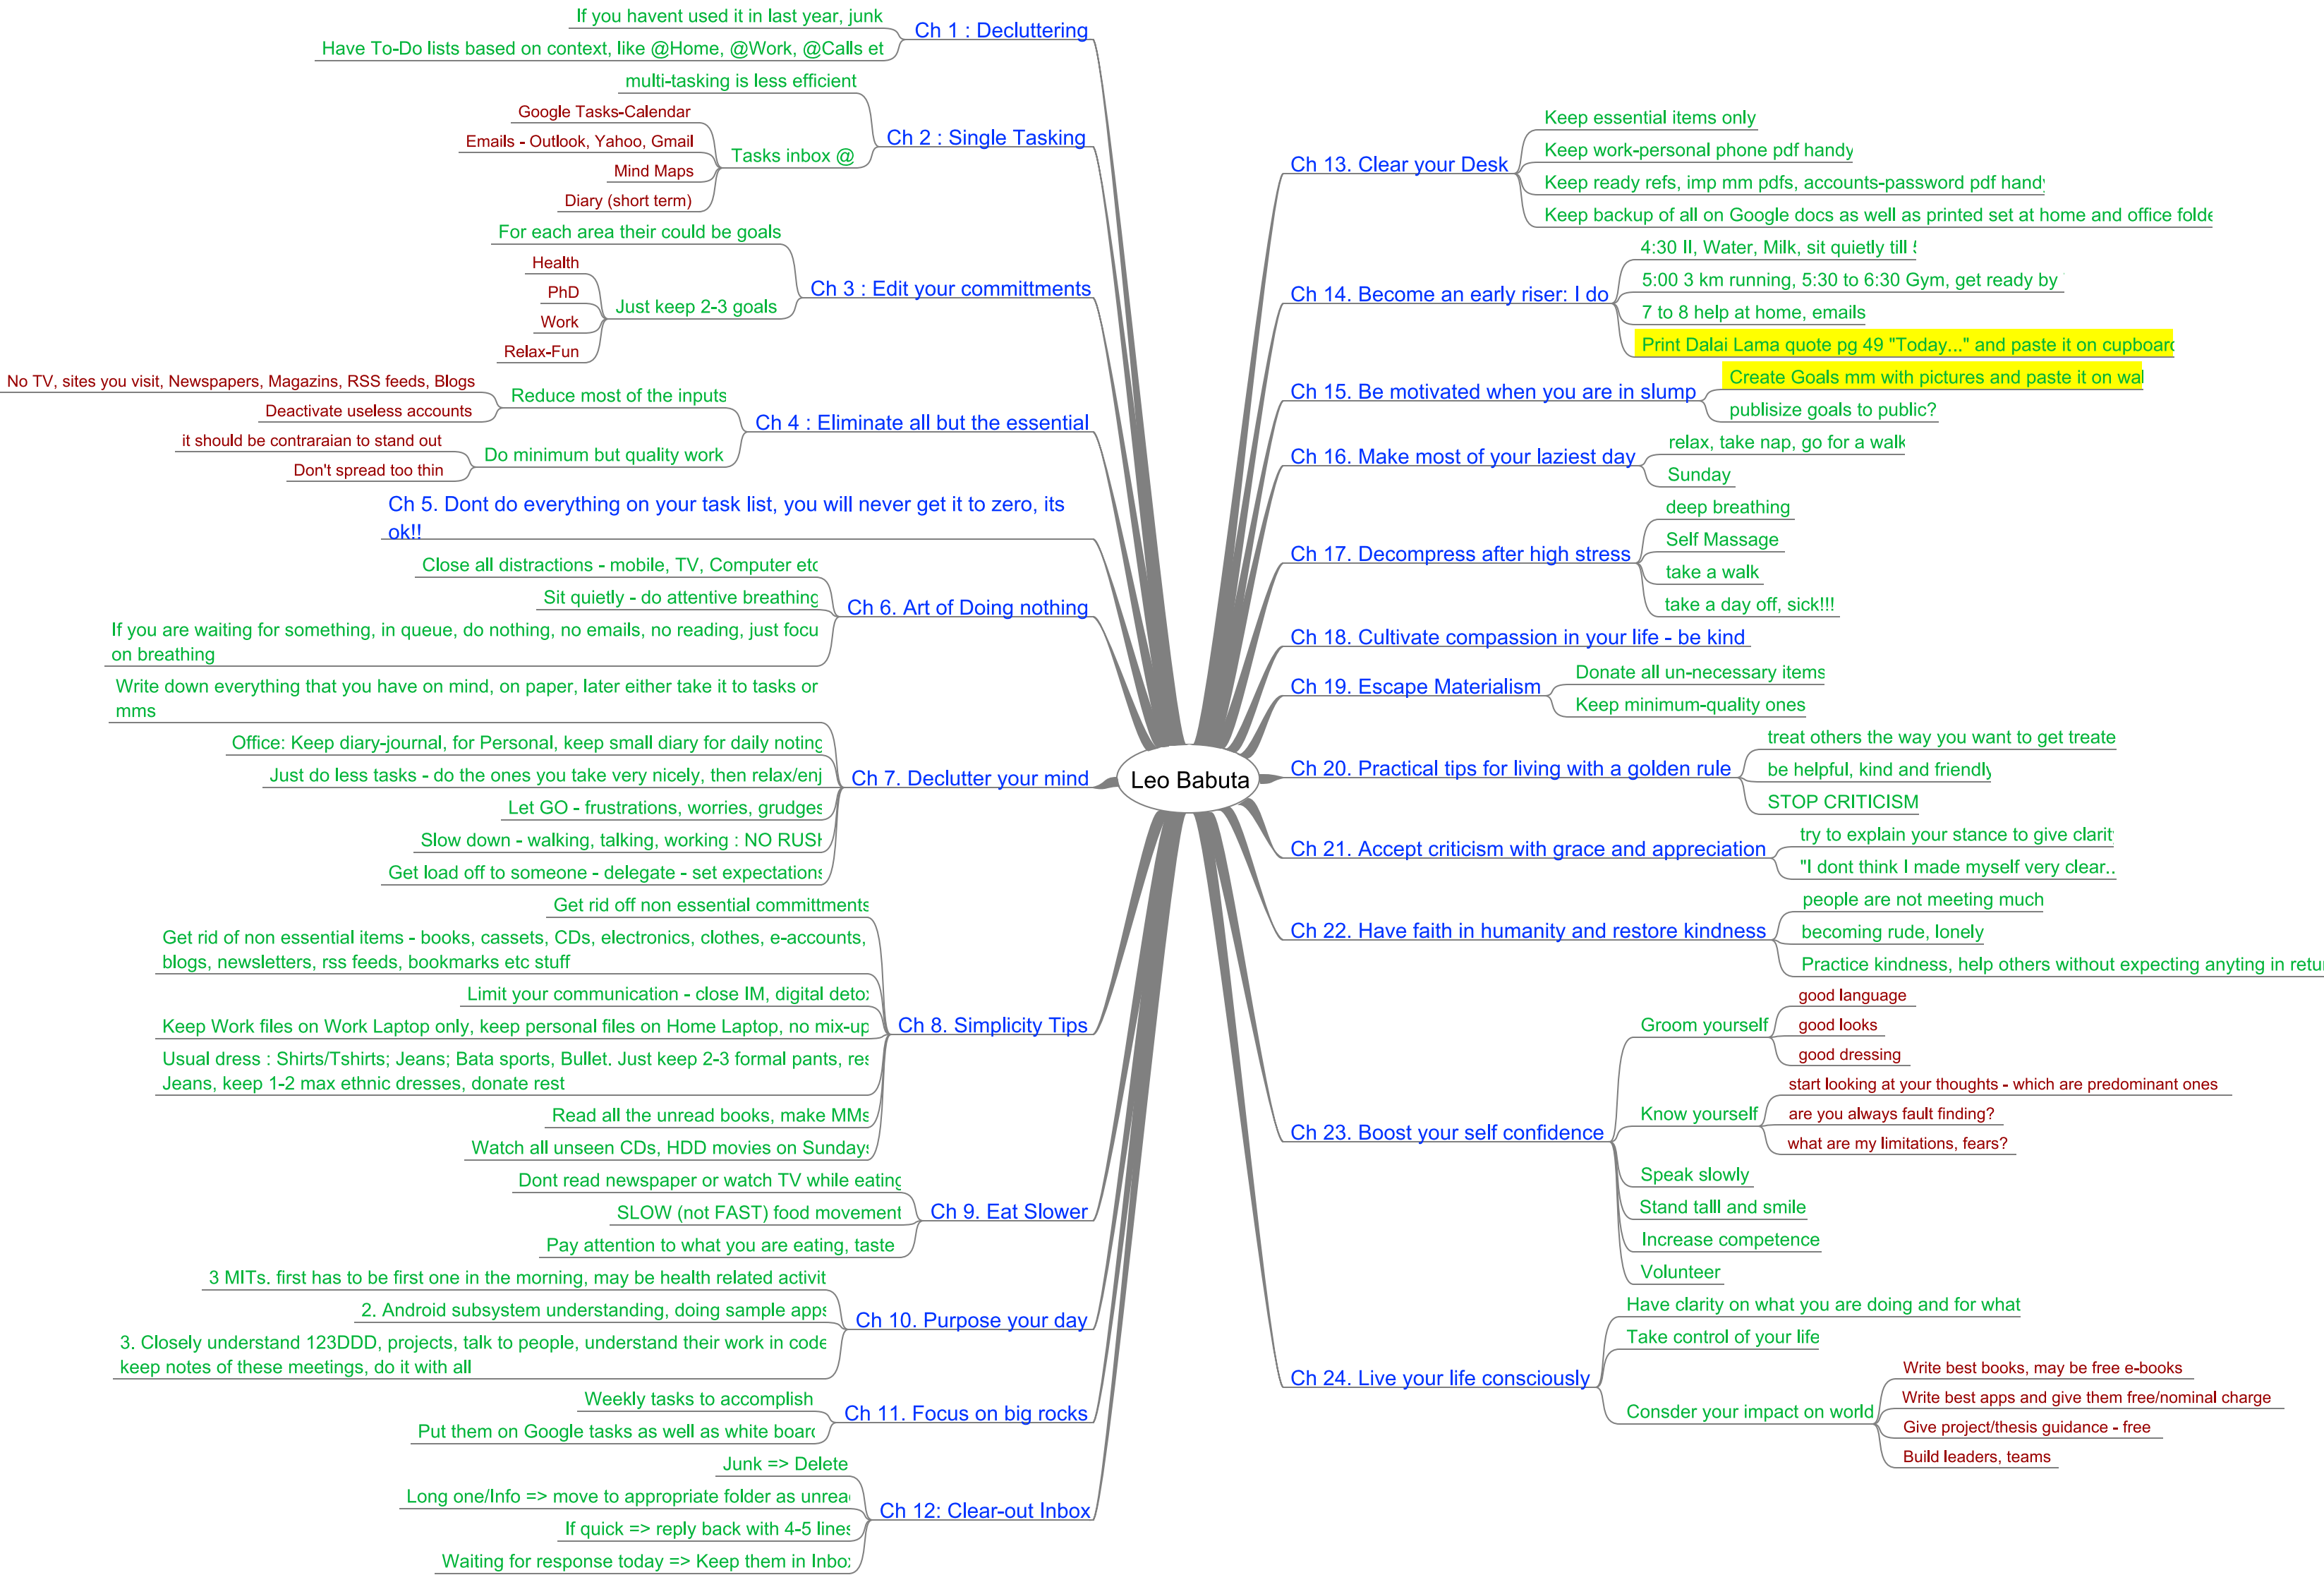 Leo Babuta
Ch 1 : Decluttering
If you havent used it in last year, junk
Have To-Do lists based on context, like @Home, @Work, @Calls et
Ch 2 : Single Tasking
multi-tasking is less efficient
Tasks inbox @
Google Tasks-Calendar
Emails - Outlook, Yahoo, Gmail
Mind Maps
Diary (short term)
Ch 3 : Edit your committments
For each area their could be goals
Just keep 2-3 goals
Health
PhD
Work
Relax-Fun
Ch 4 : Eliminate all but the essential
Reduce most of the inputs
No TV, sites you visit, Newspapers, Magazins, RSS feeds, Blogs
Deactivate useless accounts
Do minimum but quality work
it should be contraraian to stand out
Don't spread too thin
Ch 5. Dont do everything on your task list, you will never get it to zero, its
ok!!
Ch 6. Art of Doing nothing
Close all distractions - mobile, TV, Computer etc
Sit quietly - do attentive breathing
If you are waiting for something, in queue, do nothing, no emails, no reading, just focu
on breathing
Ch 7. Declutter your mind
Write down everything that you have on mind, on paper, later either take it to tasks or
mms
Office: Keep diary-journal, for Personal, keep small diary for daily noting
Just do less tasks - do the ones you take very nicely, then relax/enj
Let GO - frustrations, worries, grudges
Slow down - walking, talking, working : NO RUSH
Get load off to someone - delegate - set expectations
Ch 8. Simplicity Tips
Get rid off non essential committments
Get rid of non essential items - books, cassets, CDs, electronics, clothes, e-accounts,
blogs, newsletters, rss feeds, bookmarks etc stuff
Limit your communication - close IM, digital detox
Keep Work files on Work Laptop only, keep personal files on Home Laptop, no mix-up
Usual dress : Shirts/Tshirts; Jeans; Bata sports, Bullet. Just keep 2-3 formal pants, res
Jeans, keep 1-2 max ethnic dresses, donate rest
Read all the unread books, make MMs
Watch all unseen CDs, HDD movies on Sundays
Ch 9. Eat Slower
Dont read newspaper or watch TV while eating
SLOW (not FAST) food movement
Pay attention to what you are eating, taste
Ch 10. Purpose your day
3 MITs. first has to be first one in the morning, may be health related activit
2. Android subsystem understanding, doing sample apps
3. Closely understand 123DDD, projects, talk to people, understand their work in code
keep notes of these meetings, do it with all
Ch 11. Focus on big rocks
Weekly tasks to accomplish
Put them on Google tasks as well as white board
Ch 12: Clear-out Inbox
Junk => Delete
Long one/Info => move to appropriate folder as unread
If quick => reply back with 4-5 lines
Waiting for response today => Keep them in Inbox
Ch 13. Clear your Desk
Keep essential items only
Keep work-personal phone pdf handy
Keep ready refs, imp mm pdfs, accounts-password pdf handy
Keep backup of all on Google docs as well as printed set at home and office folde
Ch 14. Become an early riser: I do
4:30 II, Water, Milk, sit quietly till
5:00 3 km running, 5:30 to 6:30 Gym, get ready by
7 to 8 help at home, emails
Print Dalai Lama quote pg 49 "Today..." and paste it on cupboard
Ch 15. Be motivated when you are in slump
Create Goals mm with pictures and paste it on wal
publisize goals to public?
Ch 16. Make most of your laziest day
relax, take nap, go for a walk
Sunday
Ch 17. Decompress after high stress
deep breathing
Self Massage
take a walk
take a day off, sick!!!
Ch 18. Cultivate compassion in your life - be kind
Ch 19. Escape Materialism
Donate all un-necessary items
Keep minimum-quality ones
Ch 20. Practical tips for living with a golden rule
treat others the way you want to get treate
be helpful, kind and friendly
STOP CRITICISM
Ch 21. Accept criticism with grace and appreciation
try to explain your stance to give clarit
"I dont think I made myself very clear..
Ch 22. Have faith in humanity and restore kindness
people are not meeting much
becoming rude, lonely
Practice kindness, help others without expecting anyting in retu
Ch 23. Boost your self confidence
Groom yourself
good language
good looks
good dressing
Know yourself
start looking at your thoughts - which are predominant ones
are you always fault finding?
what are my limitations, fears?
Speak slowly
Stand talll and smile
Increase competence
Volunteer
Ch 24. Live your life consciously
Have clarity on what you are doing and for what
Take control of your life
Consder your impact on world
Write best books, may be free e-books
Write best apps and give them free/nominal charge
Give project/thesis guidance - free
Build leaders, teams